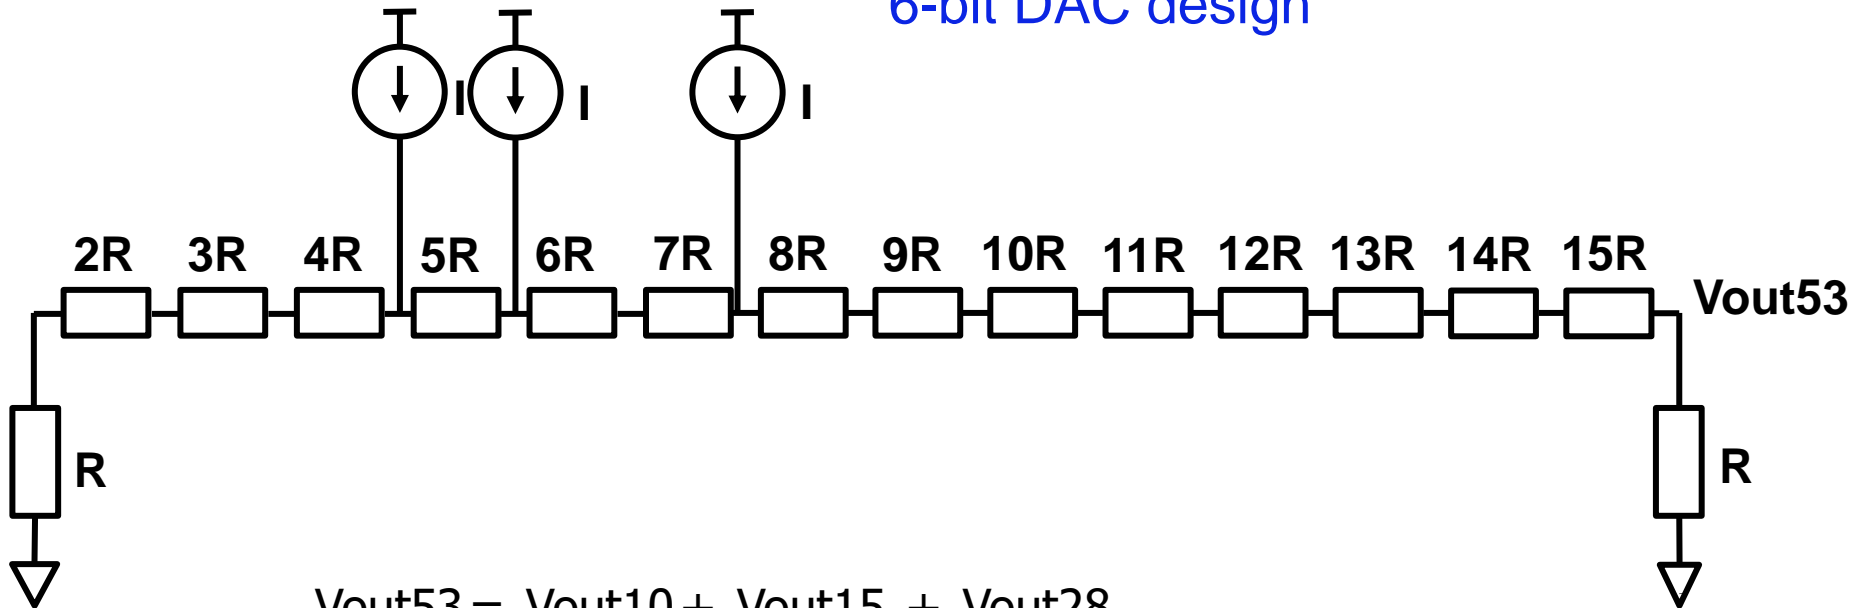 6-bit DAC design
I I I
2R 3R 4R 5R 6R 7R 8R 9R 10R 11R 12R 13R 14R 15R
Vout53
R R
Vout53 = Vout10 + Vout15 + Vout28